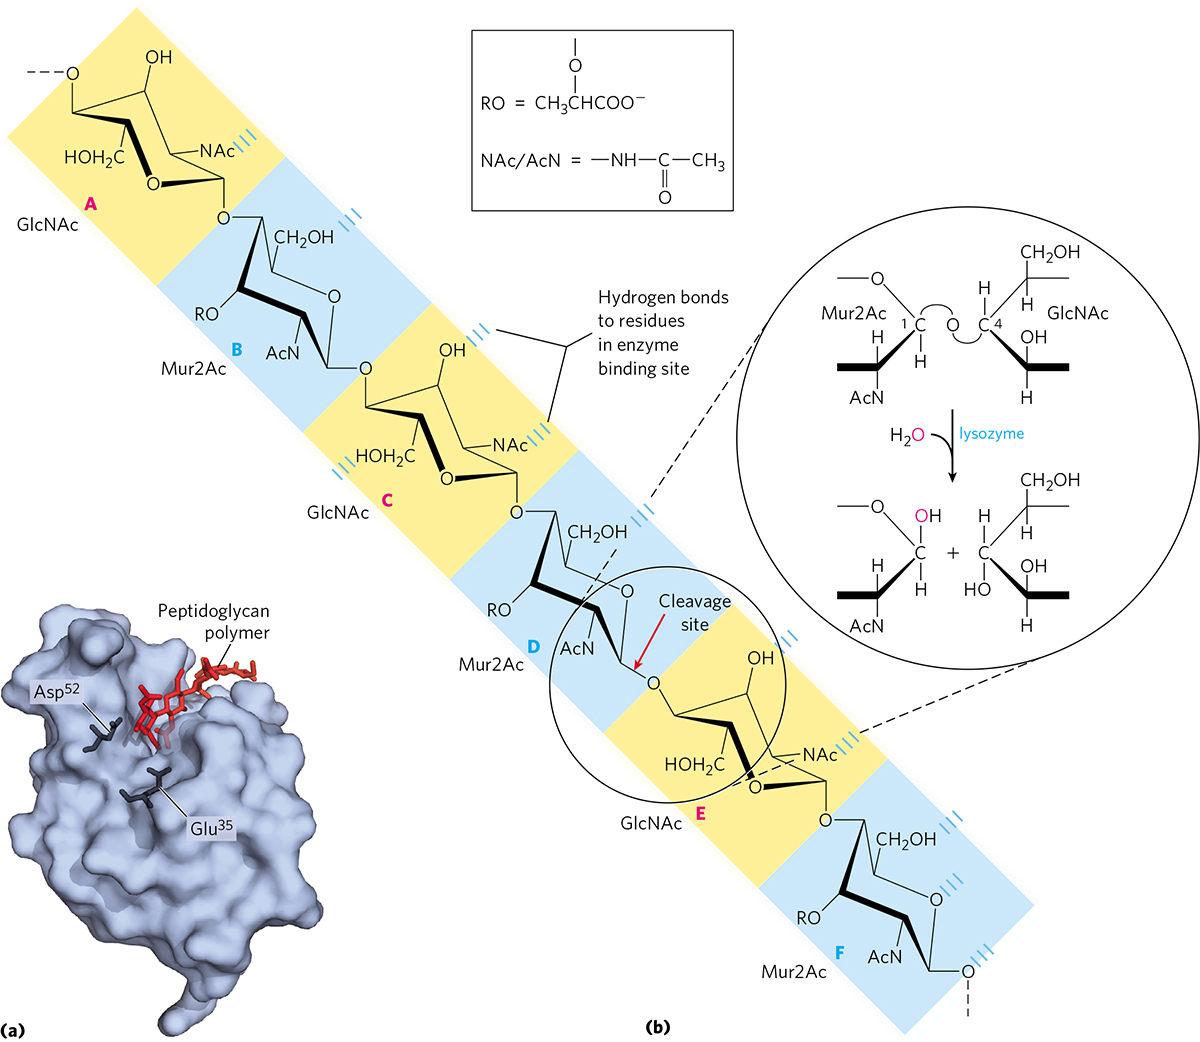 O
OH
HOH₂C
NAc
O
A
GlcNAc
O
CH₂OH
RO
O
AcN
B
Mur2Ac
O
OH
NAc
HOH₂C
O
C
GlcNAc
O
CH₂OH
O
RO
AcN
D
Mur2Ac
Cleavage
site
O
OH
NAc
HOH₂C
O
E
GlcNAc
O
CH₂OH
O
RO
AcN
F
Mur2Ac
O
O
RO = CH₃CHCOO⁻
NAc/AcN = —NH—C—CH₃
O
Hydrogen bonds
to residues
in enzyme
binding site
CH₂OH
O
H
Mur2Ac
1
C
O
C
4
H
GlcNAc
H
H
OH
AcN
H
H₂O
lysozyme
CH₂OH
O
OH
H
H
H
C
+
C
H
HO
OH
AcN
H
H
Peptidoglycan
polymer
Asp⁵²
Glu³⁵
(a)
(b)